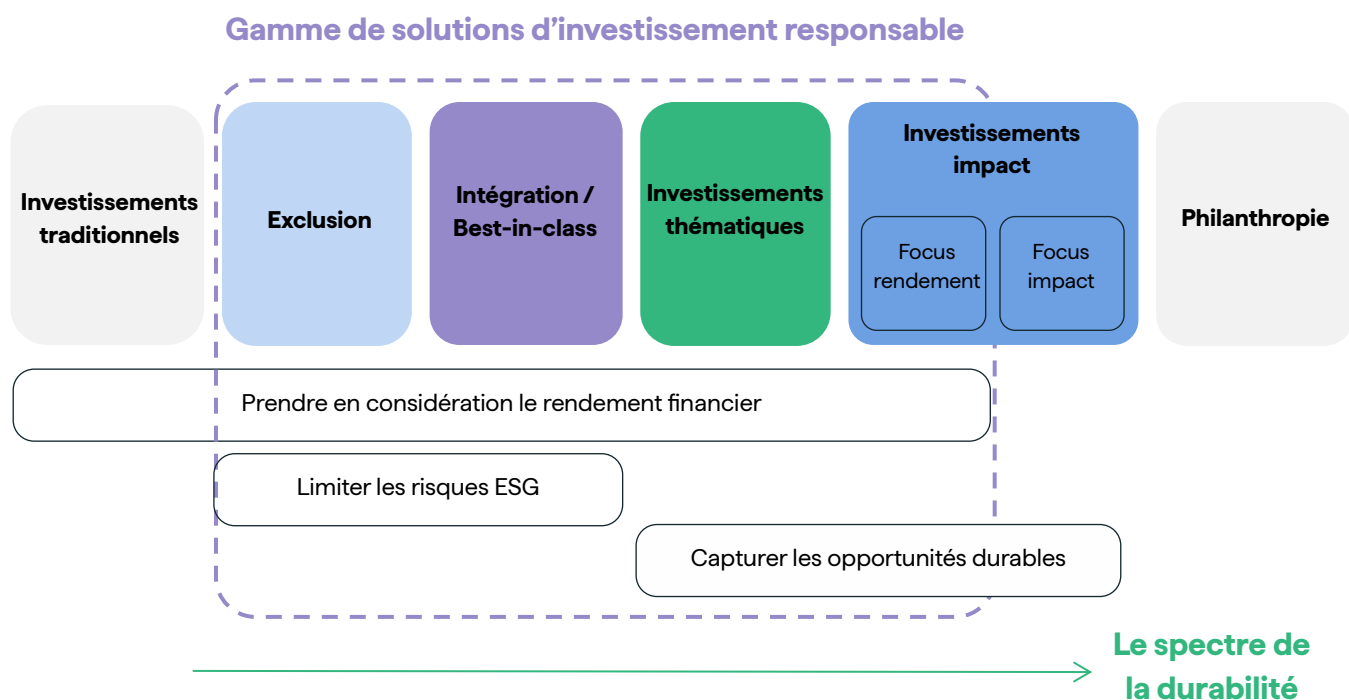 Gamme de solutions d’investissement responsable
Investissements
traditionnels
Exclusion
Intégration /
Best-in-class
Investissements
thématiques
Investissements
impact
Focus
rendement
Focus
impact
Philanthropie
Prendre en considération le rendement financier
Limiter les risques ESG
Capturer les opportunités durables
Le spectre de
la durabilité